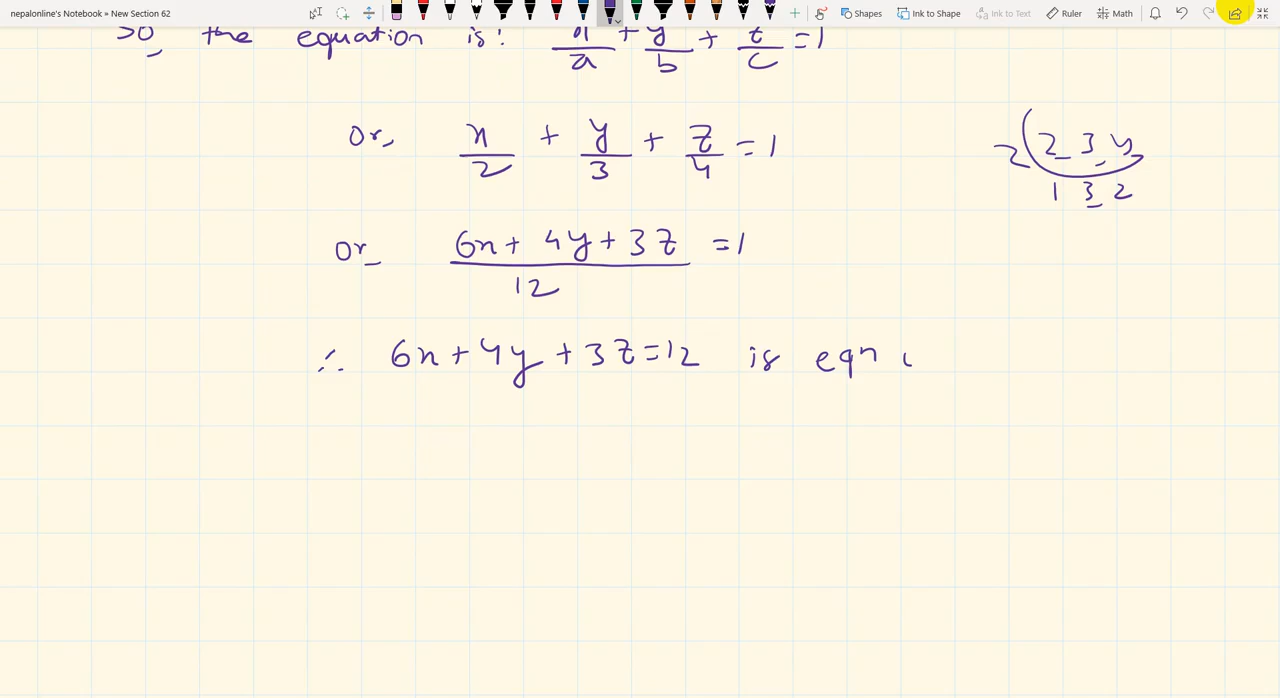 nepalonline's Notebook » New Section 62
Shapes Ink to Shape Ink to Text Ruler Math
So, the equation is: x/a + y/b + z/c = 1
Or, x/2 + y/3 + z/4 = 1
2 ( 2 3 4
1 3 2
Or, (6x + 4y + 3z)/12 = 1
∴ 6x + 4y + 3z = 12 is eqn